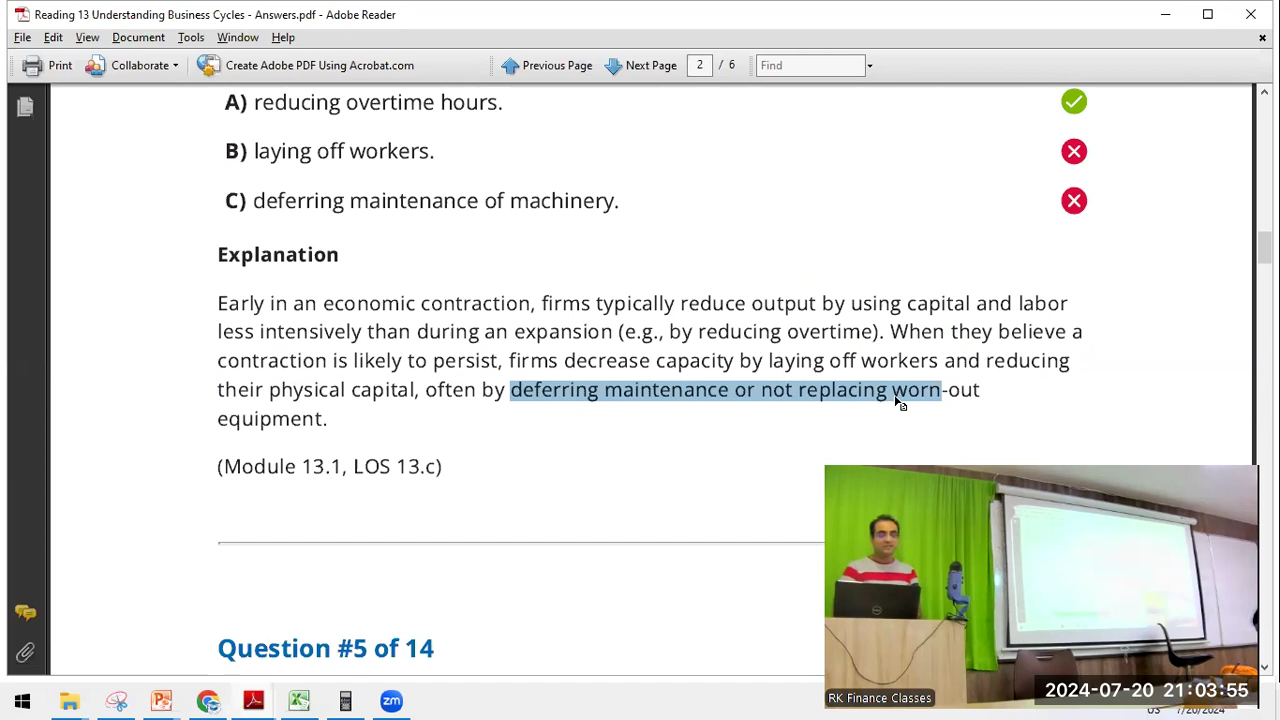 Reading 13 Understanding Business Cycles - Answers.pdf - Adobe Reader
File Edit View Document Tools Window Help
Print Collaborate Create Adobe PDF Using Acrobat.com Previous Page Next Page 2 / 6 Find
A) reducing overtime hours.
B) laying off workers.
C) deferring maintenance of machinery.
Explanation
Early in an economic contraction, firms typically reduce output by using capital and labor
less intensively than during an expansion (e.g., by reducing overtime). When they believe a
contraction is likely to persist, firms decrease capacity by laying off workers and reducing
their physical capital, often by deferring maintenance or not replacing worn-out
equipment.
(Module 13.1, LOS 13.c)
Question #5 of 14
RK Finance Classes
2024-07-20 21:03:55
zm
US 7/20/2024